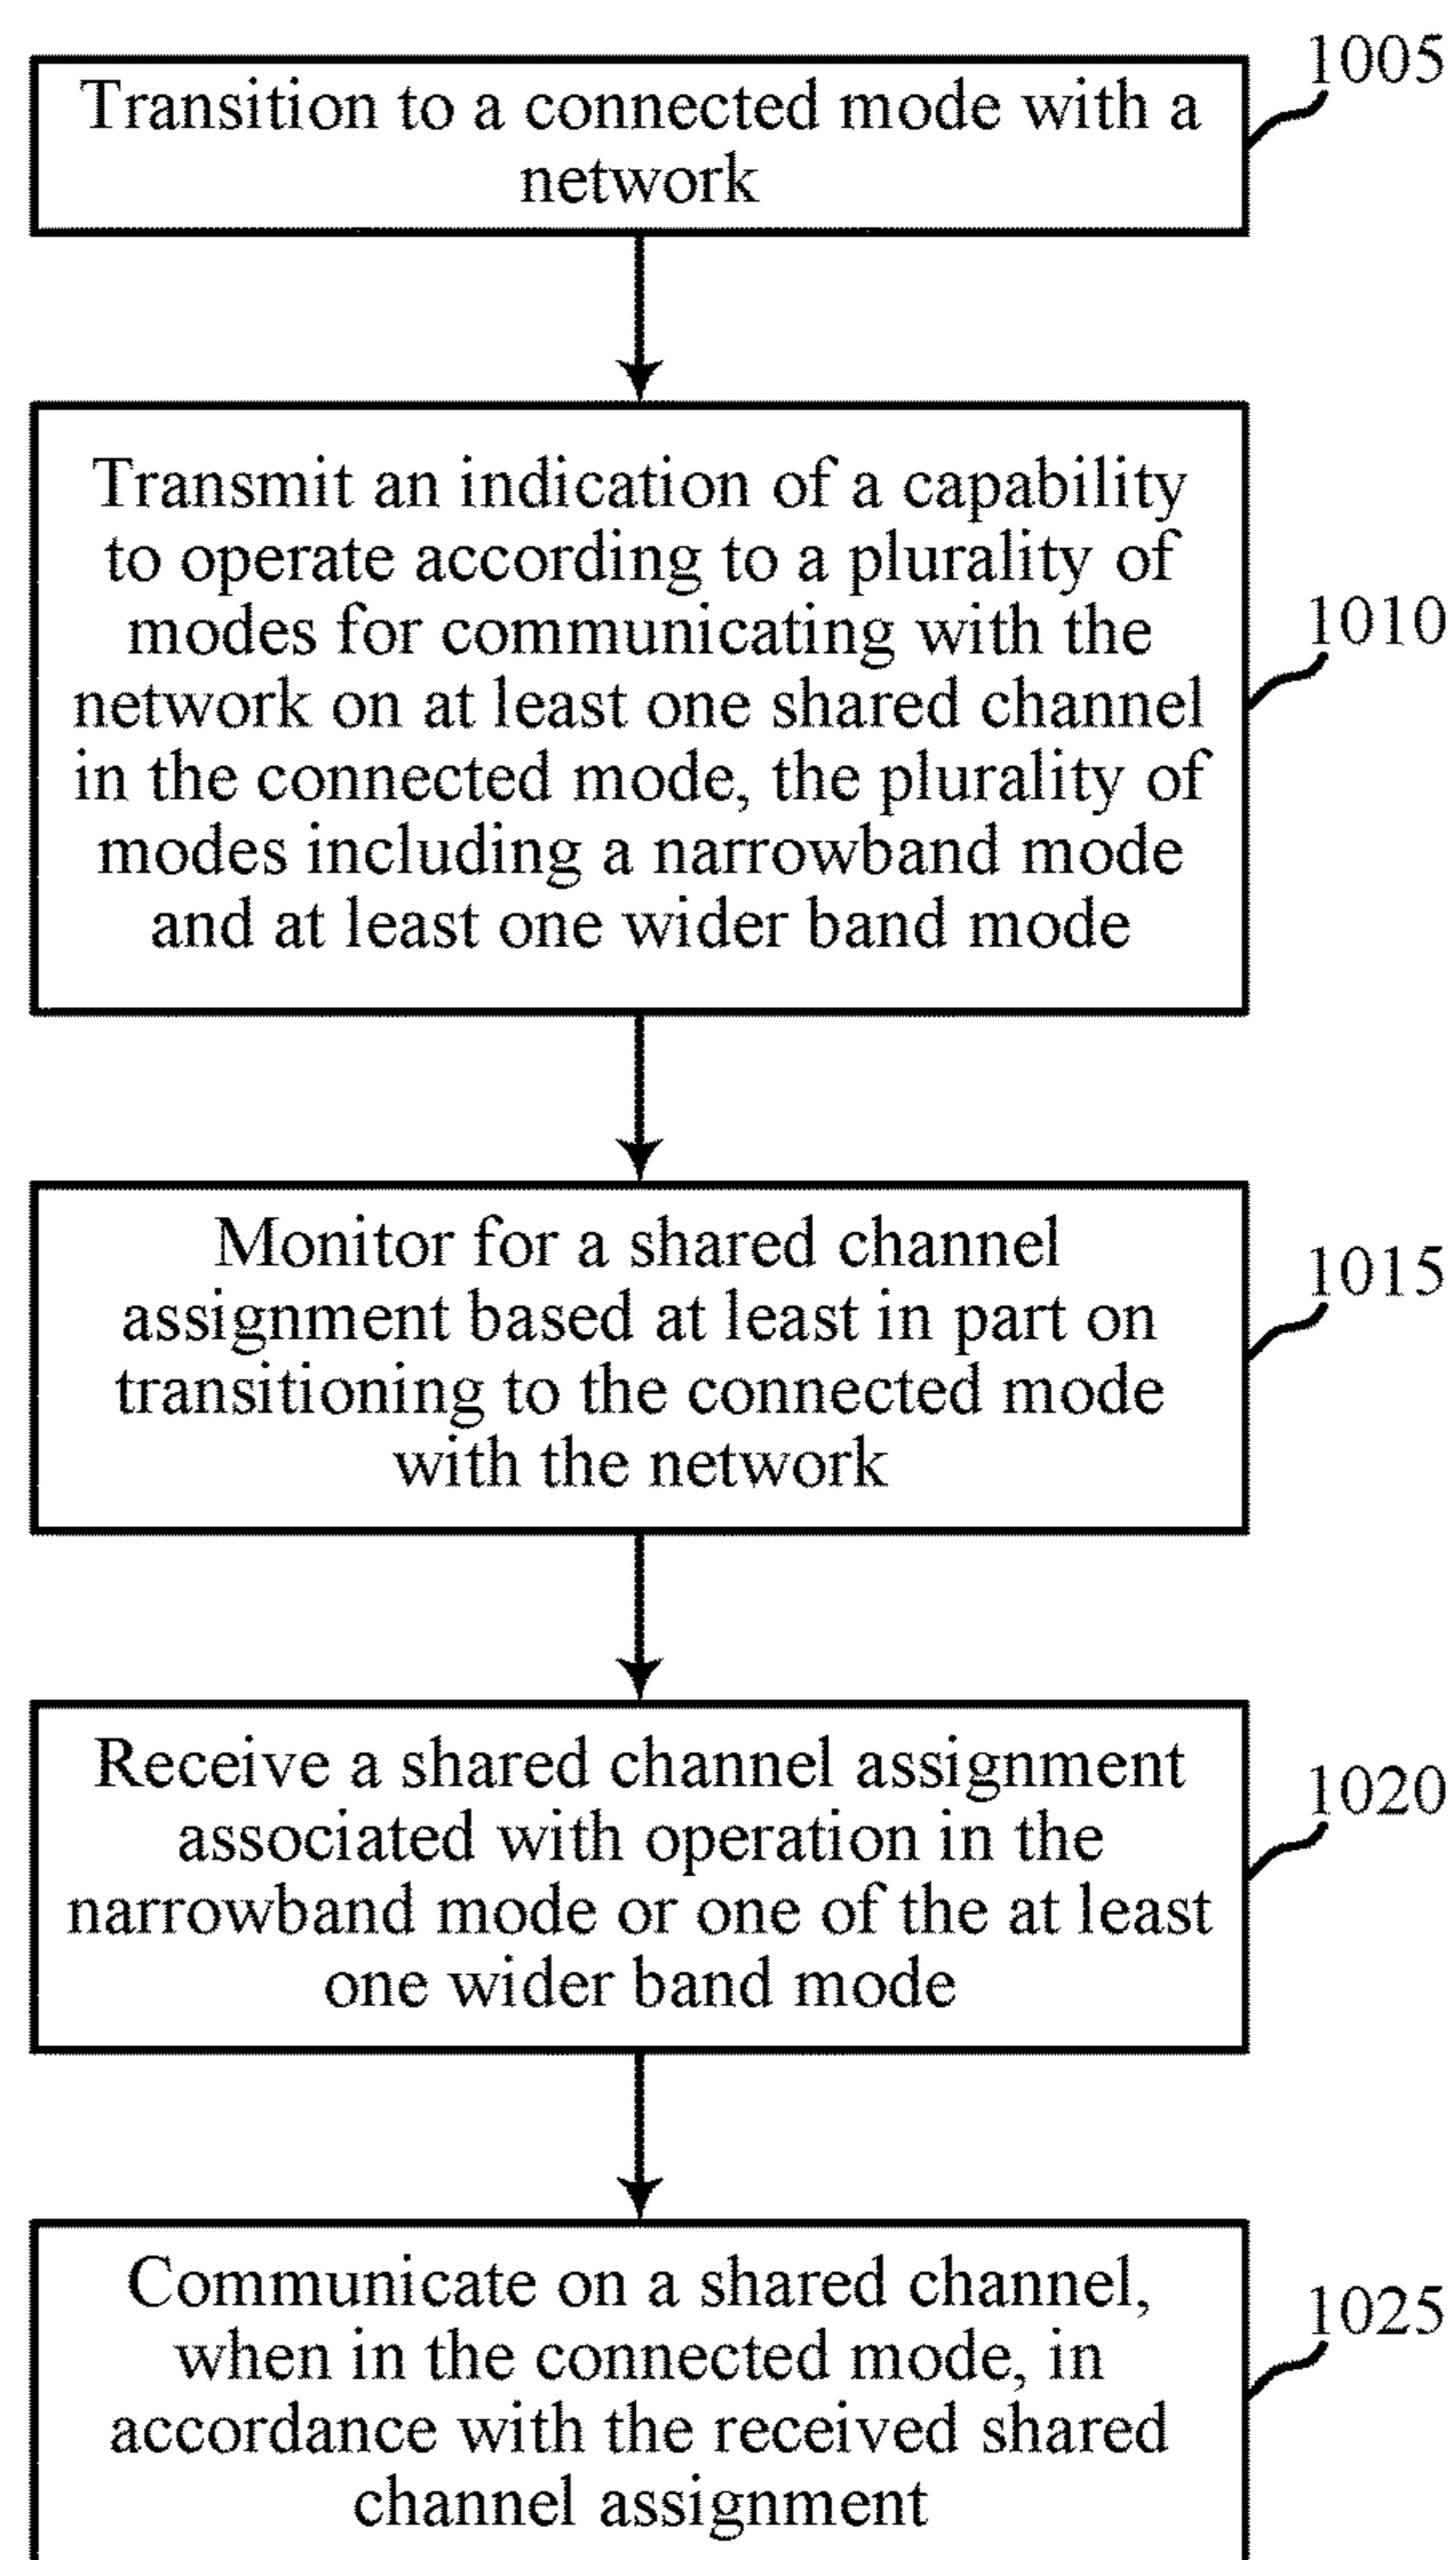 1005
Transition to a connected mode with a
network
Transmit an indication of a capability
to operate according to a plurality of
modes for communicating with the
network on at least one shared channel
in the connected mode, the plurality of
modes including a narrowband mode
and at least one wider band mode
1010
Monitor for a shared channel
assignment based at least in part on
transitioning to the connected mode
with the network
1015
Receive a shared channel assignment
associated with operation in the
narrowband mode or one of the at least
one wider band mode
1020
Communicate on a shared channel,
when in the connected mode, in
accordance with the received shared
channel assignment
1025